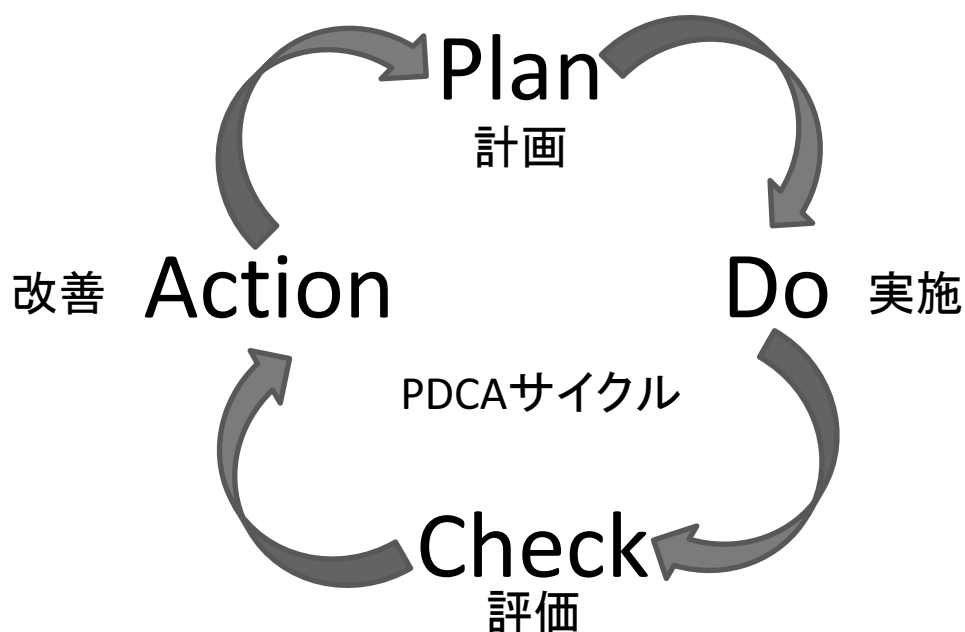 Plan
計画
改善 Action
Do 実施
PDCAサイクル
Check
評価